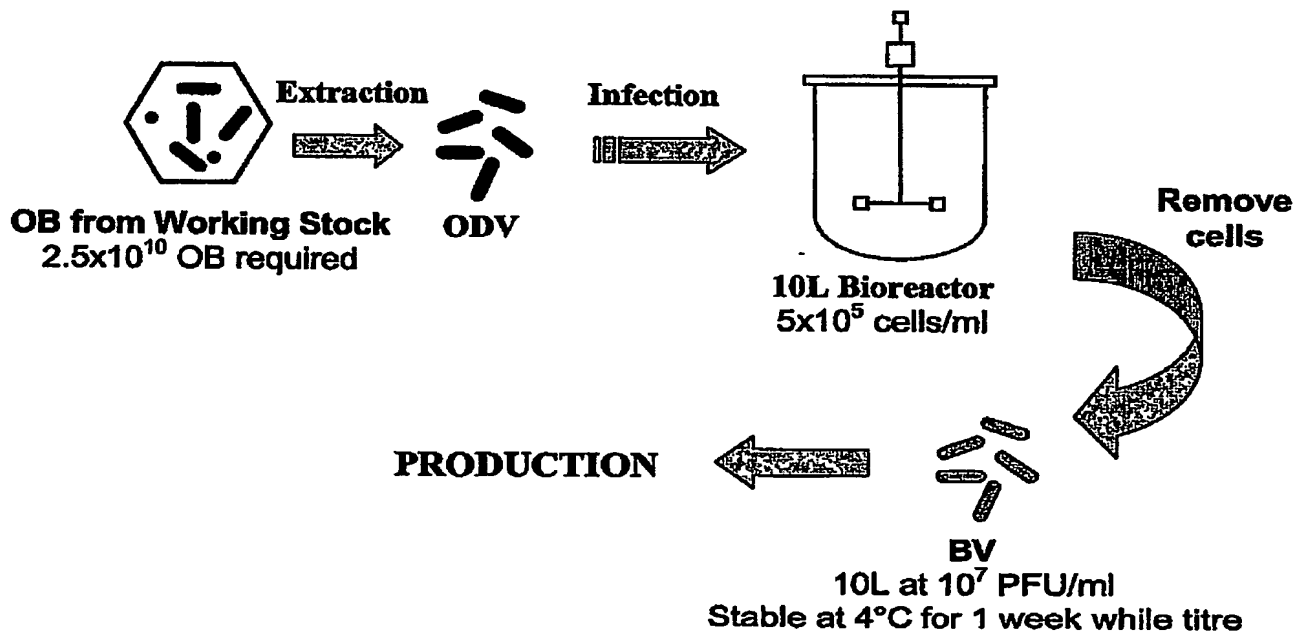 Extraction
Infection
OB from Working Stock
2.5x10¹⁰ OB required
ODV
10L Bioreactor
5x10⁵ cells/ml
Remove
cells
PRODUCTION
BV
10L at 10⁷ PFU/ml
Stable at 4°C for 1 week while titre